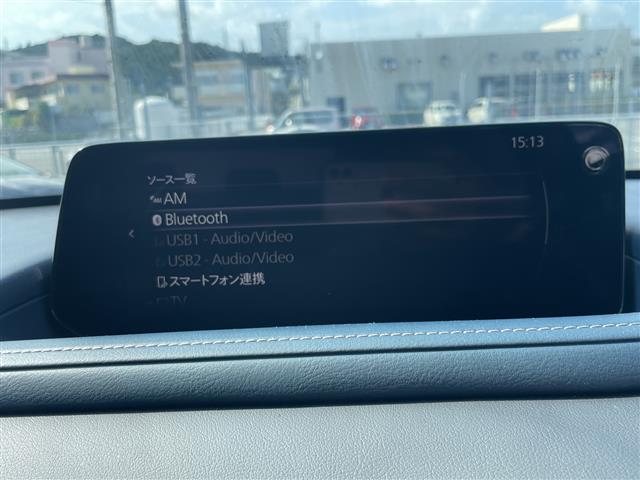 15:13
ソース一覧
AM
Bluetooth
USB1 - Audio/Video
USB2 - Audio/Video
スマートフォン連携
TV